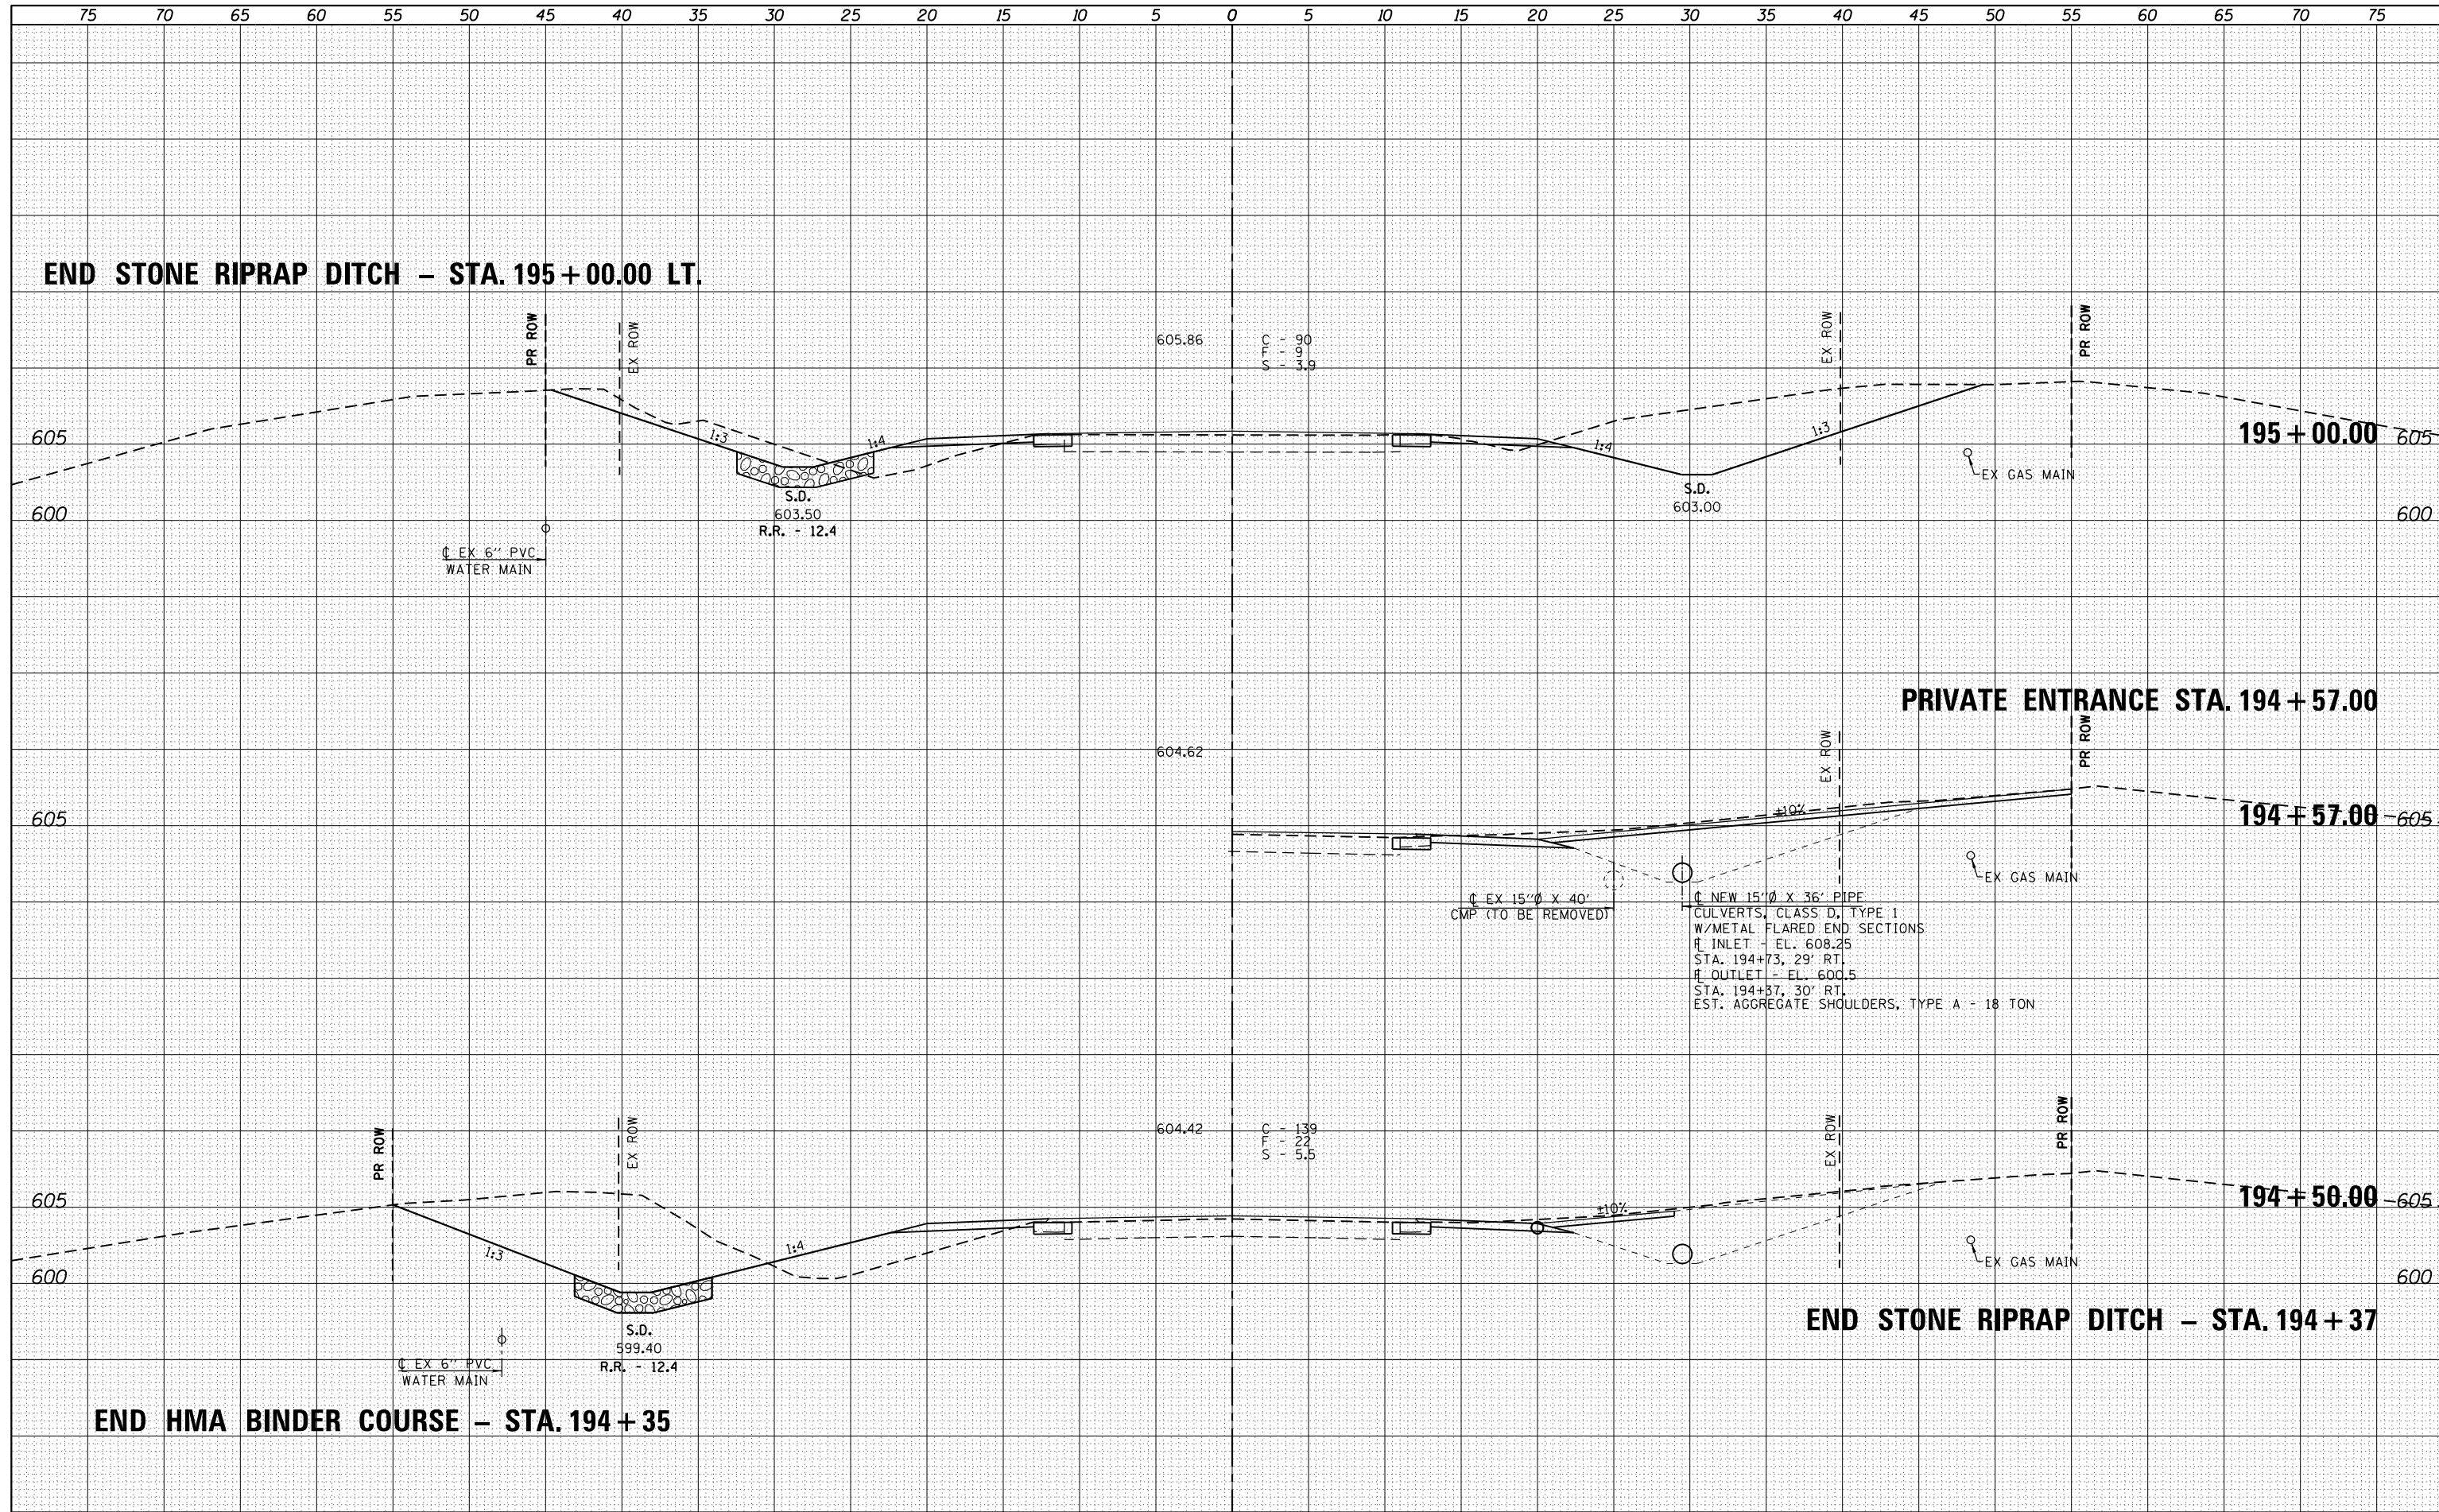 75 70 65 60 55 50 45 40 35 30 25 20 15 10 5 0 5 10 15 20 25 30 35 40 45 50 55 60 65 70 75
END STONE RIPRAP DITCH – STA. 195+00.00 LT.
PR ROW
EX ROW
605.86
C - 90
F - 9
S - 3.9
EX ROW
PR ROW
1:3
1:4
1:4
1:3
605
195+00.00
605
EX GAS MAIN
S.D.
603.50
R.R. - 12.4
S.D.
603.00
600
600
℄ EX 6'' PVC
WATER MAIN
PRIVATE ENTRANCE STA. 194+57.00
604.62
EX ROW
PR ROW
±10%
605
194+57.00
605
EX GAS MAIN
℄ EX 15''Ø X 40'
CMP (TO BE REMOVED)
℄ NEW 15''Ø X 36' PIPE
CULVERTS, CLASS D, TYPE 1
W/METAL FLARED END SECTIONS
FL INLET - EL. 608.25
STA. 194+73, 29' RT.
FL OUTLET - EL. 600.5
STA. 194+37, 30' RT.
EST. AGGREGATE SHOULDERS, TYPE A - 18 TON
PR ROW
EX ROW
604.42
C - 139
F - 22
S - 5.5
EX ROW
PR ROW
605
194+50.00
605
±10%
1:3
1:4
EX GAS MAIN
600
600
S.D.
599.40
R.R. - 12.4
END STONE RIPRAP DITCH – STA. 194+37
℄ EX 6'' PVC
WATER MAIN
END HMA BINDER COURSE – STA. 194+35